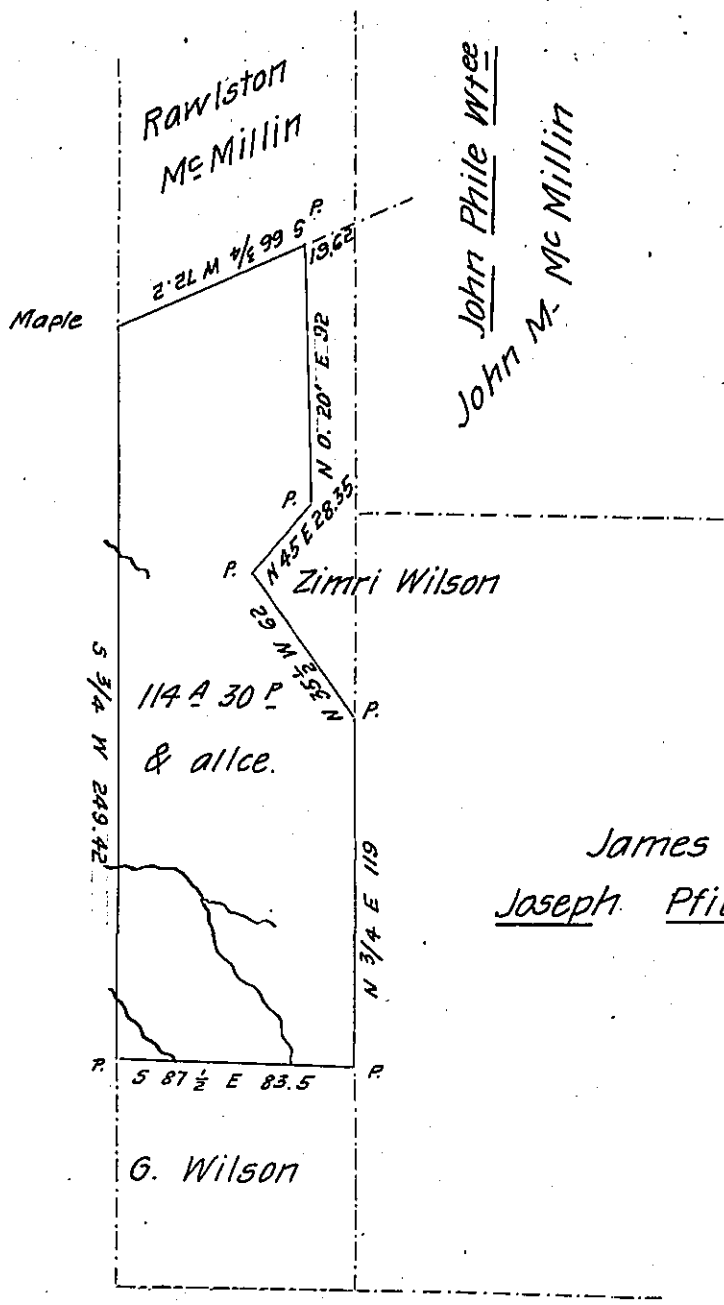 Rawlston
McMillin
John Phile Wtee
John M. McMillin
P.
S 66 3/4 W 72.2
19.62
Maple
N 0° 20' E 92
P.
N 45 E 28.35
P.
Zimri Wilson
N 35 1/2 W 62
P.
S 3/4 W 249.42
114 A 30 P
& allce.
N 3/4 E 119
James
Joseph
P.
S 87 1/2 E 83.5
P.
G. Wilson